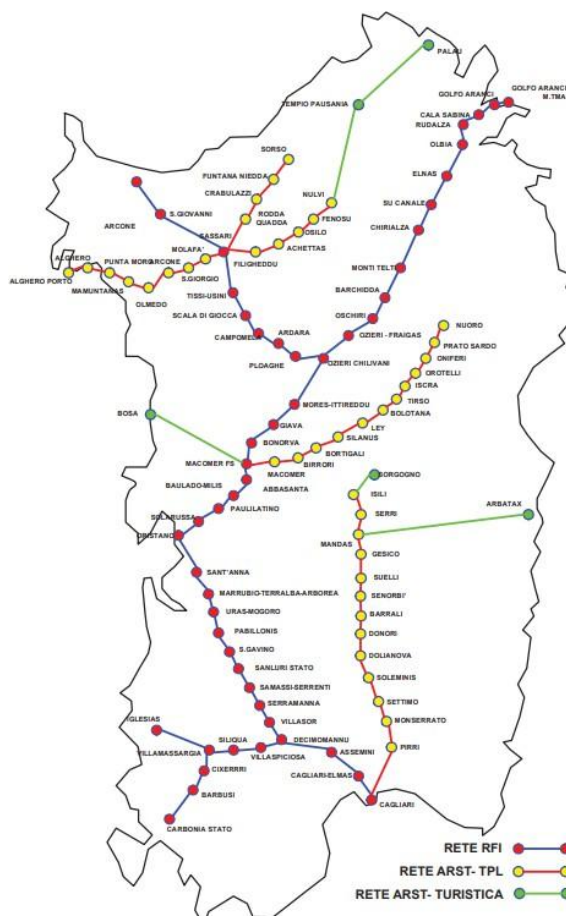 PALAU
GOLFO ARANCI
GOLFO ARANCI
M.TMA
CALA SABINA
RUDALZA
TEMPIO PAUSANIA
OLBIA
SORSO
ELNAS
FUNTANA NIEDDA
CRABULAZZI
NULVI
SU CANALE
S.GIOVANNI
ARCONE
RODDA
QUADDA
FENOSU
OSILO
CHIRIALZA
SASSARI
ACHETTAS
MOLAFA'
FILIGHEDDU
ALGHERO
PUNTA MORO
ARCONE
MONTI TELTI
ALGHERO PORTO
S.GIORGIO
MAMUNTANAS
OLMEDO
TISSI-USINI
BARCHIDDA
SCALA DI GIOCCA
OSCHIRI
NUORO
CAMPOMELA
ARDARA
OZIERI - FRAIGAS
PRATO SARDO
PLOAGHE
OZIERI CHILIVANI
ONIFERI
OROTELLI
ISCRA
MORES-ITTIREDDU
TIRSO
BOSA
BOLOTANA
GIAVA
LEY
BONORVA
SILANUS
BORTIGALI
MACOMER FS
BIRRORI
MACOMER
BAULADO-MILIS
ABBASANTA
SORGOGNO
ISILI
PAULILATINO
SERRI
ARBATAX
SOLARUSSA
ORISTANO
MANDAS
GESICO
SANT'ANNA
SUELLI
MARRUBIO-TERRALBA-ARBOREA
SENORBI'
URAS-MOGORO
BARRALI
PABILLONIS
DONORI
S.GAVINO
DOLIANOVA
SANLURI STATO
SOLEMINIS
SAMASSI-SERRENTI
SERRAMANNA
SETTIMO
IGLESIAS
VILLASOR
MONSERRATO
SILIQUA
DECIMOMANNU
PIRRI
VILLAMASSARGIA
VILLASPICIOSA
ASSEMINI
CIXERRRI
CAGLIARI-ELMAS
BARBUSI
CAGLIARI
CARBONIA STATO
RETE RFI
RETE ARST- TPL
RETE ARST- TURISTICA